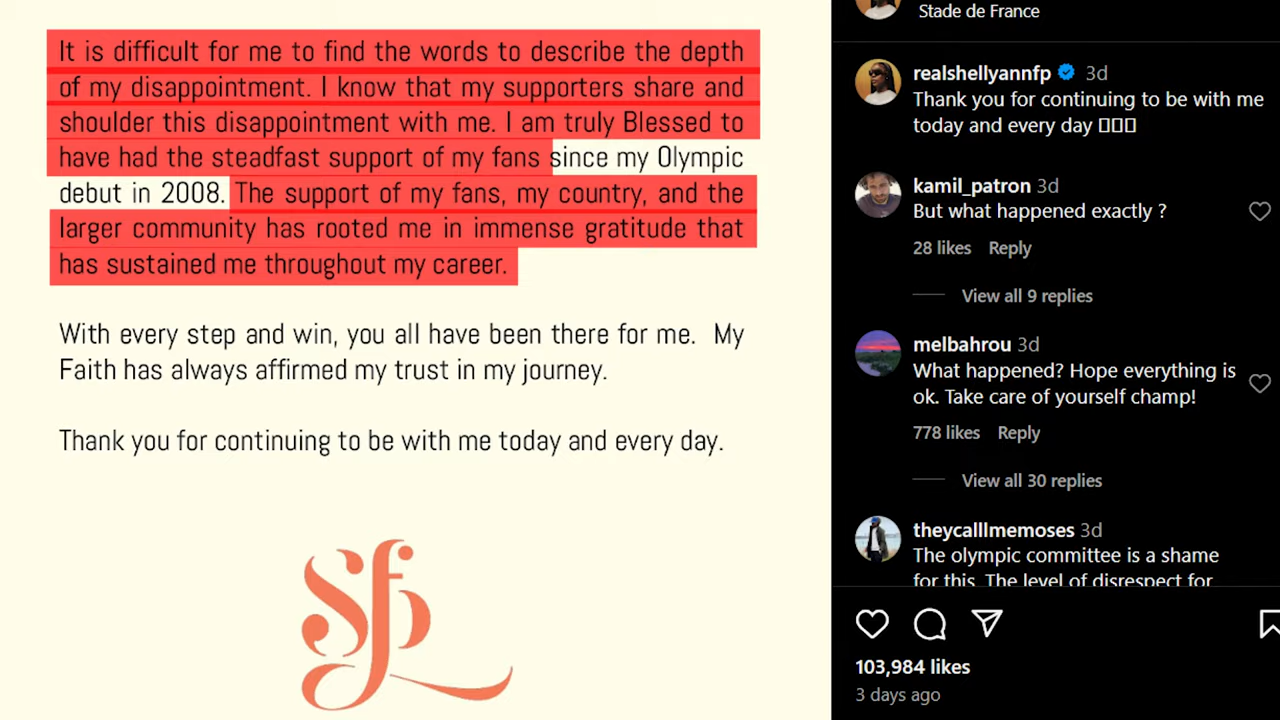 It is difficult for me to find the words to describe the depth
of my disappointment. I know that my supporters share and
shoulder this disappointment with me. I am truly Blessed to
have had the steadfast support of my fans since my Olympic
debut in 2008. The support of my fans, my country, and the
larger community has rooted me in immense gratitude that
has sustained me throughout my career.
With every step and win, you all have been there for me. My
Faith has always affirmed my trust in my journey.
Thank you for continuing to be with me today and every day.
sfp
Stade de France
realshellyannfp 3d
Thank you for continuing to be with me
today and every day ▯▯▯
kamil_patron 3d
But what happened exactly ?
28 likes Reply
View all 9 replies
melbahrou 3d
What happened? Hope everything is
ok. Take care of yourself champ!
778 likes Reply
View all 30 replies
theycalllmemoses 3d
The olympic committee is a shame
for this. The level of disrespect for
103,984 likes
3 days ago